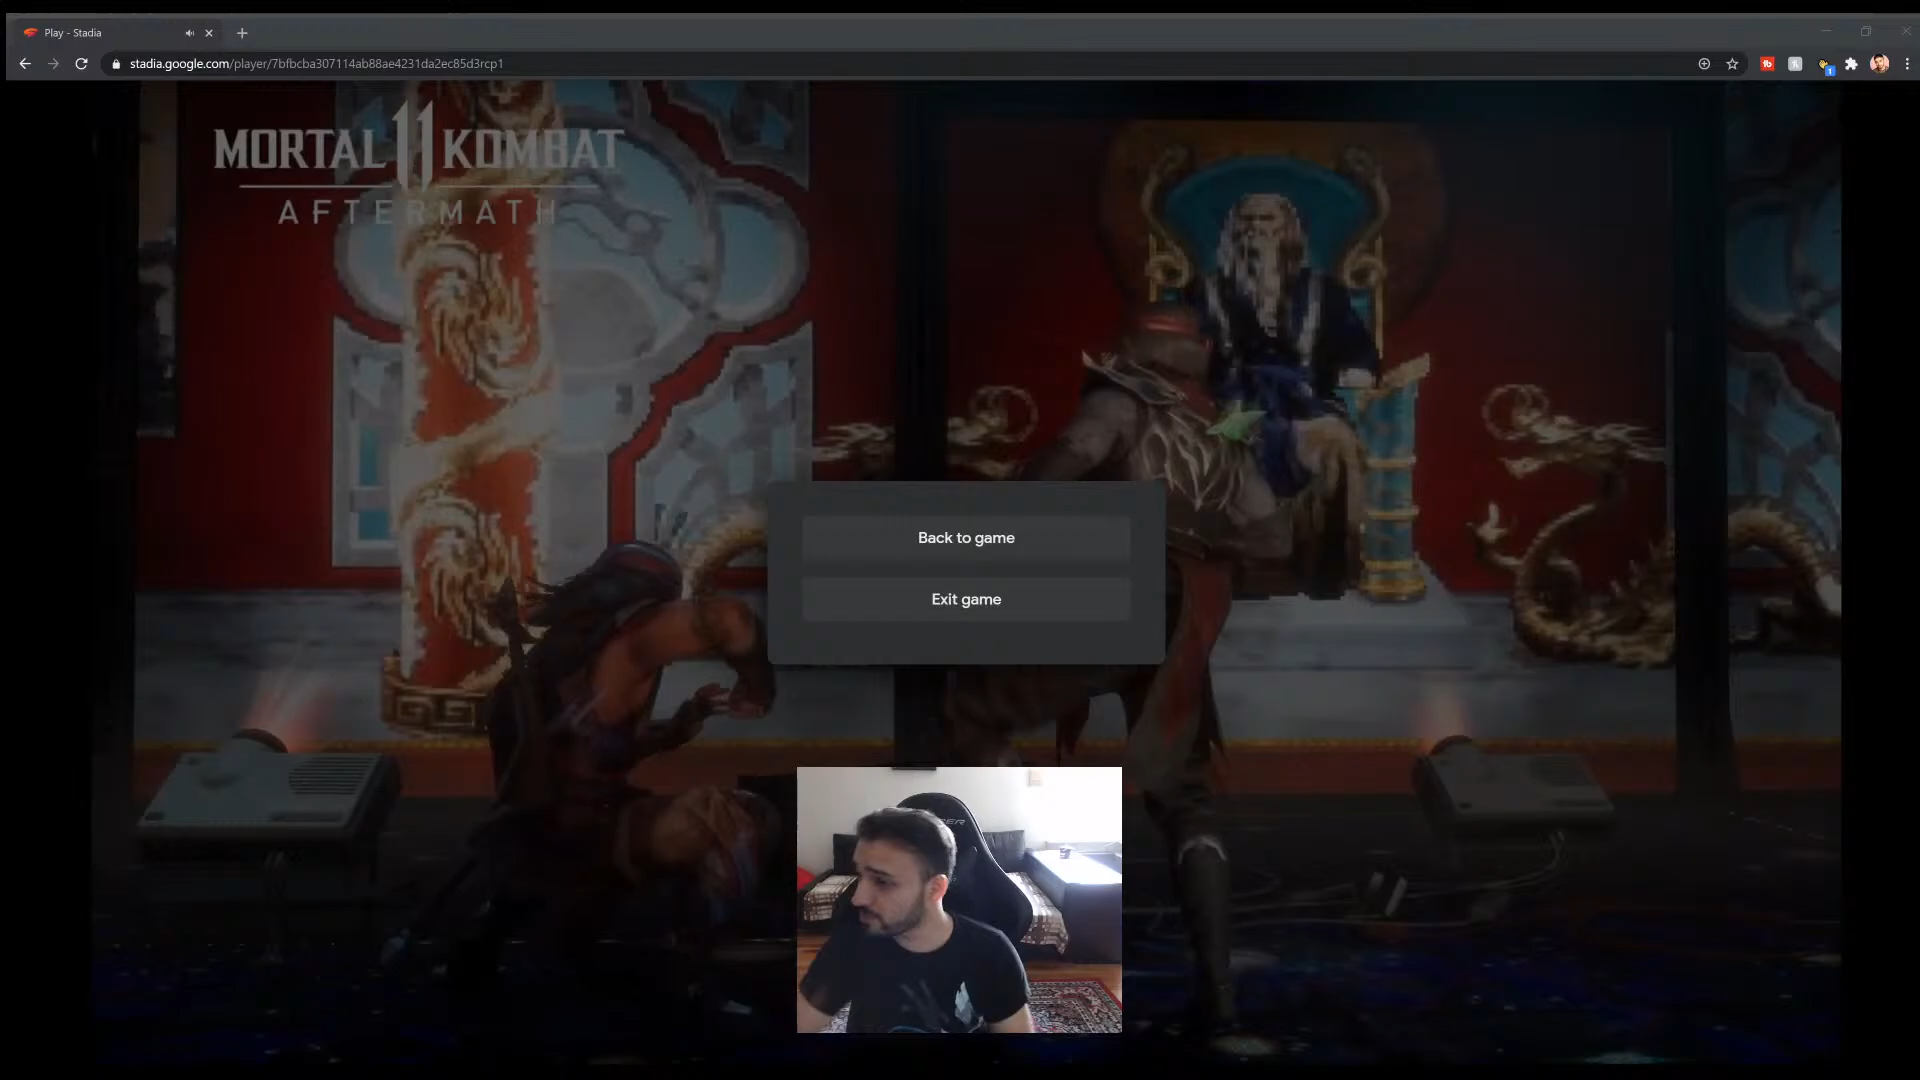 Play - Stadia
stadia.google.com/player/7bfbcba307114ab88ae4231da2ec85d3rcp1
MORTAL 11 KOMBAT
AFTERMATH
Back to game
Exit game